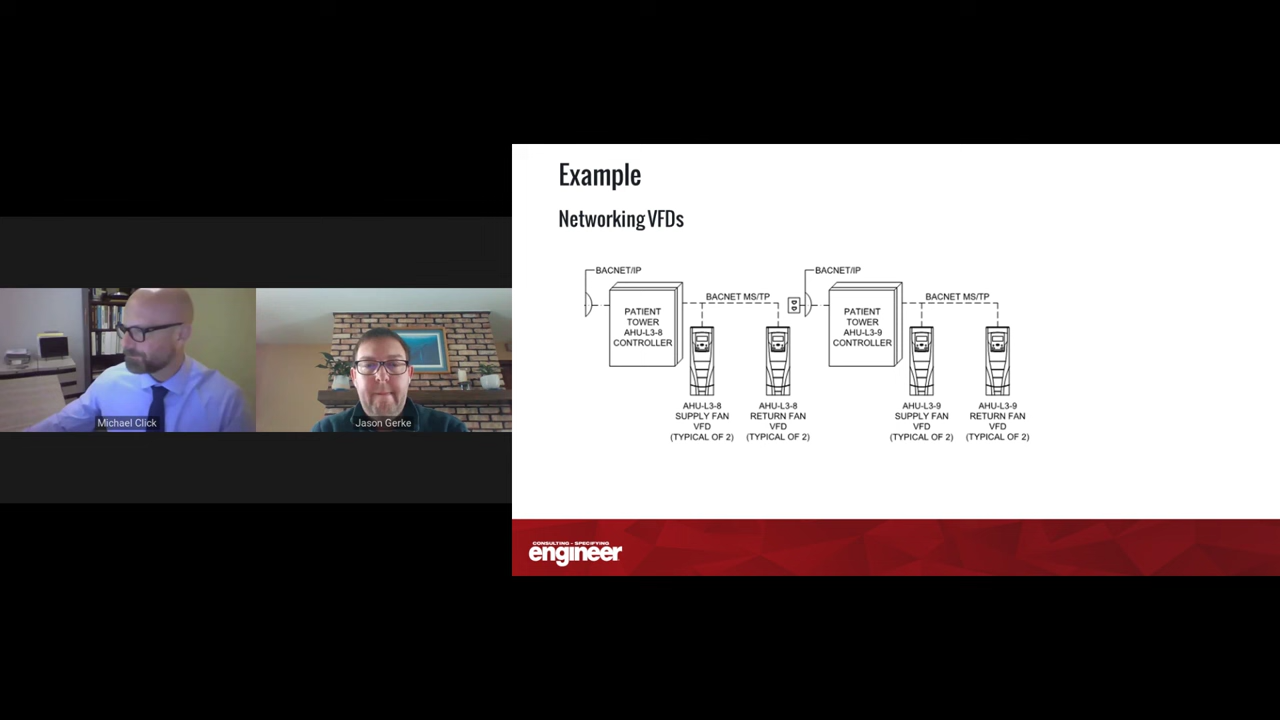 Example
Networking VFDs
BACNET/IP
BACNET MS/TP
PATIENT
TOWER
AHU-L3-8
CONTROLLER
AHU-L3-8
SUPPLY FAN
VFD
(TYPICAL OF 2)
AHU-L3-8
RETURN FAN
VFD
(TYPICAL OF 2)
BACNET/IP
BACNET MS/TP
PATIENT
TOWER
AHU-L3-9
CONTROLLER
AHU-L3-9
SUPPLY FAN
VFD
(TYPICAL OF 2)
AHU-L3-9
RETURN FAN
VFD
(TYPICAL OF 2)
Michael Click
Jason Gerke
CONSULTING - SPECIFYING
engineer